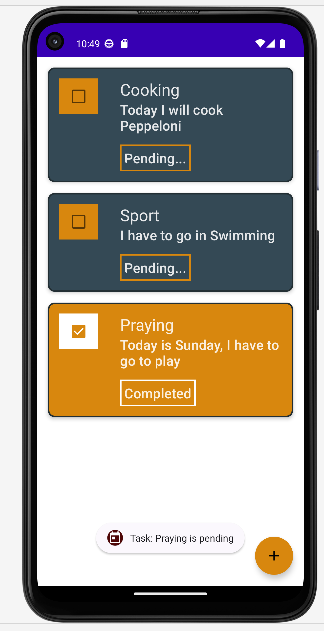 10:49
Cooking
Today I will cook
Peppeloni
Pending...
Sport
I have to go in Swimming
Pending...
Praying
Today is Sunday, I have to
go to play
Completed
Task: Praying is pending
+